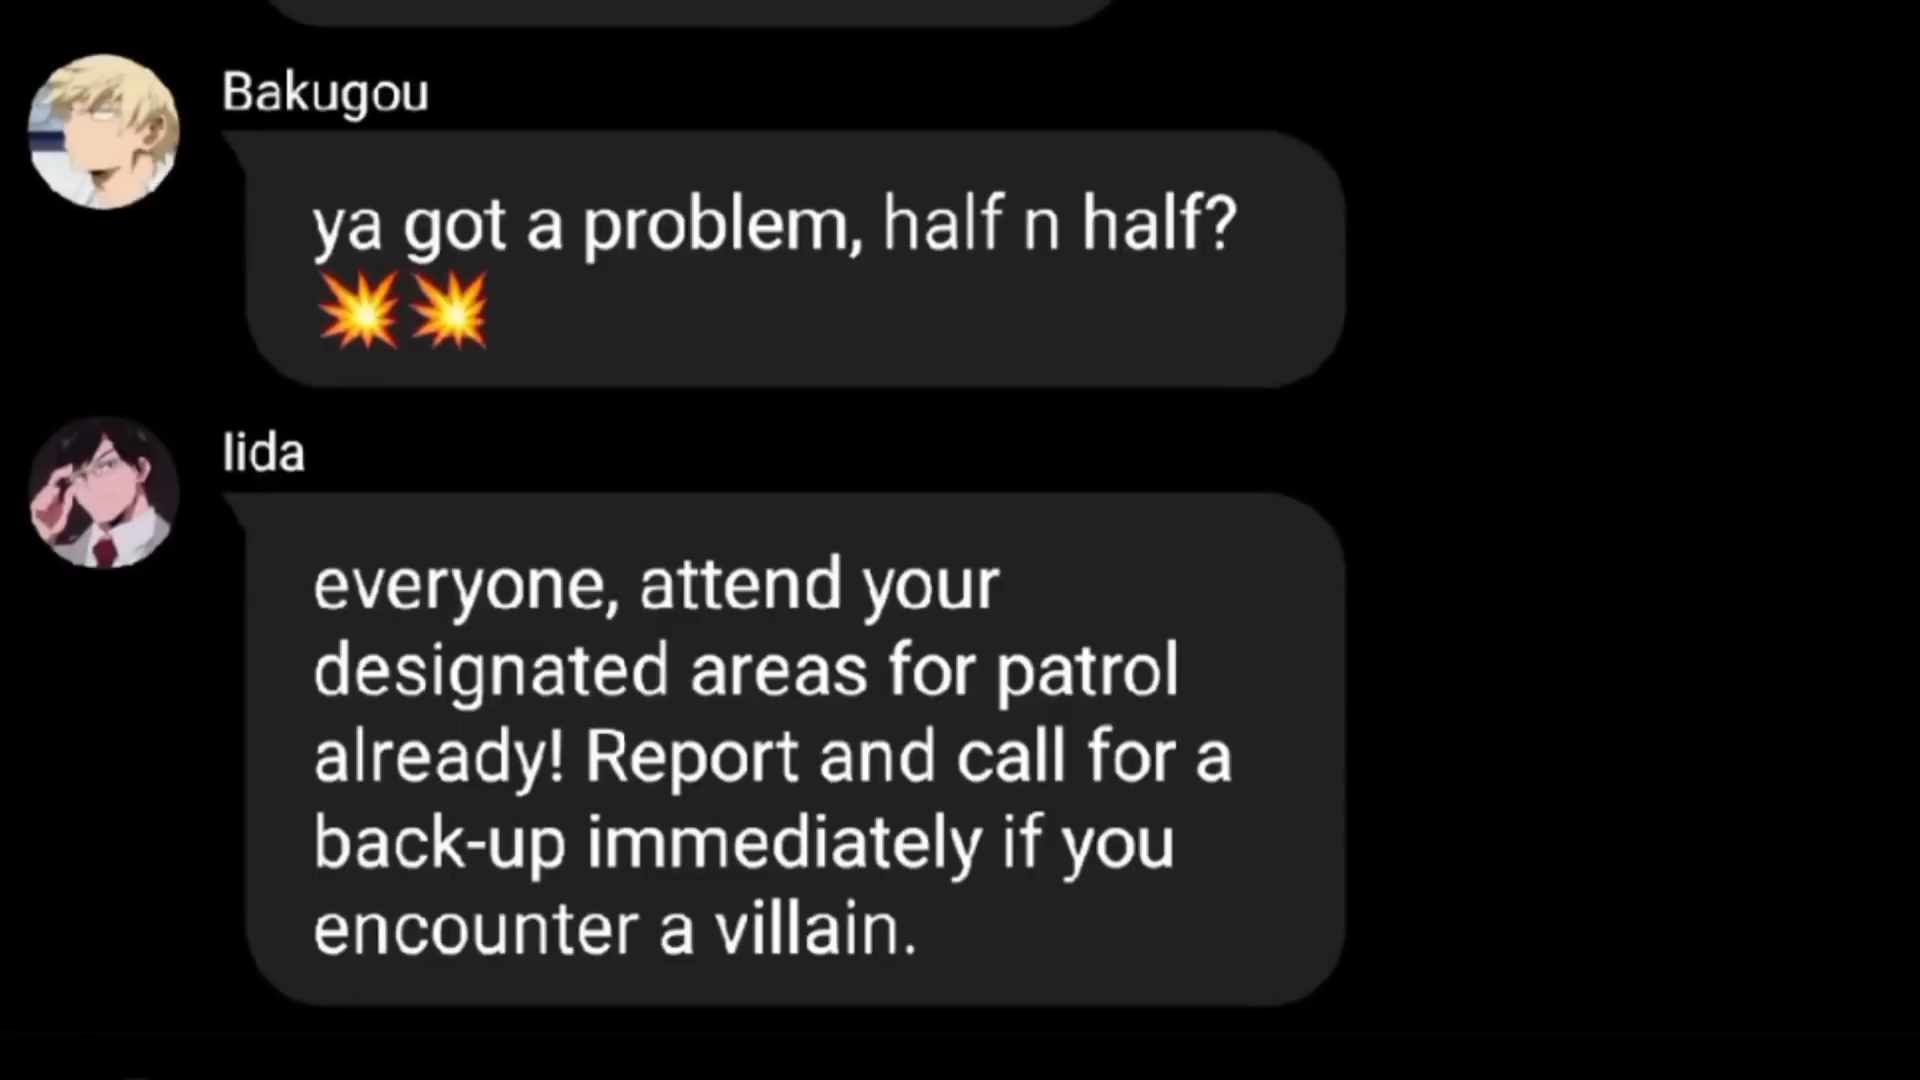 Bakugou
ya got a problem, half n half?
💥💥
Iida
everyone, attend your
designated areas for patrol
already! Report and call for a
back-up immediately if you
encounter a villain.